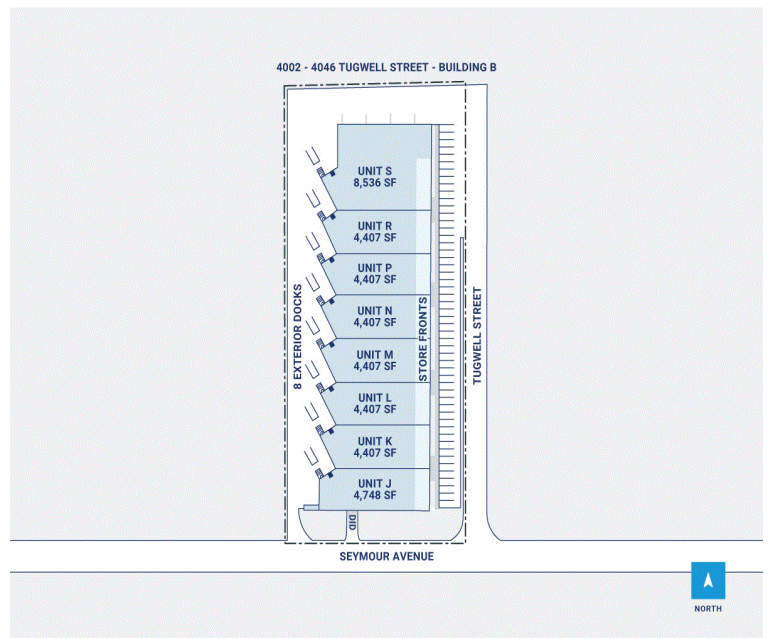 4002 - 4046 TUGWELL STREET - BUILDING B
UNIT S
8,536 SF
UNIT R
4,407 SF
UNIT P
4,407 SF
UNIT N
4,407 SF
UNIT M
4,407 SF
UNIT L
4,407 SF
UNIT K
4,407 SF
UNIT J
4,748 SF
8 EXTERIOR DOCKS
STORE FRONTS
TUGWELL STREET
DID
SEYMOUR AVENUE
NORTH